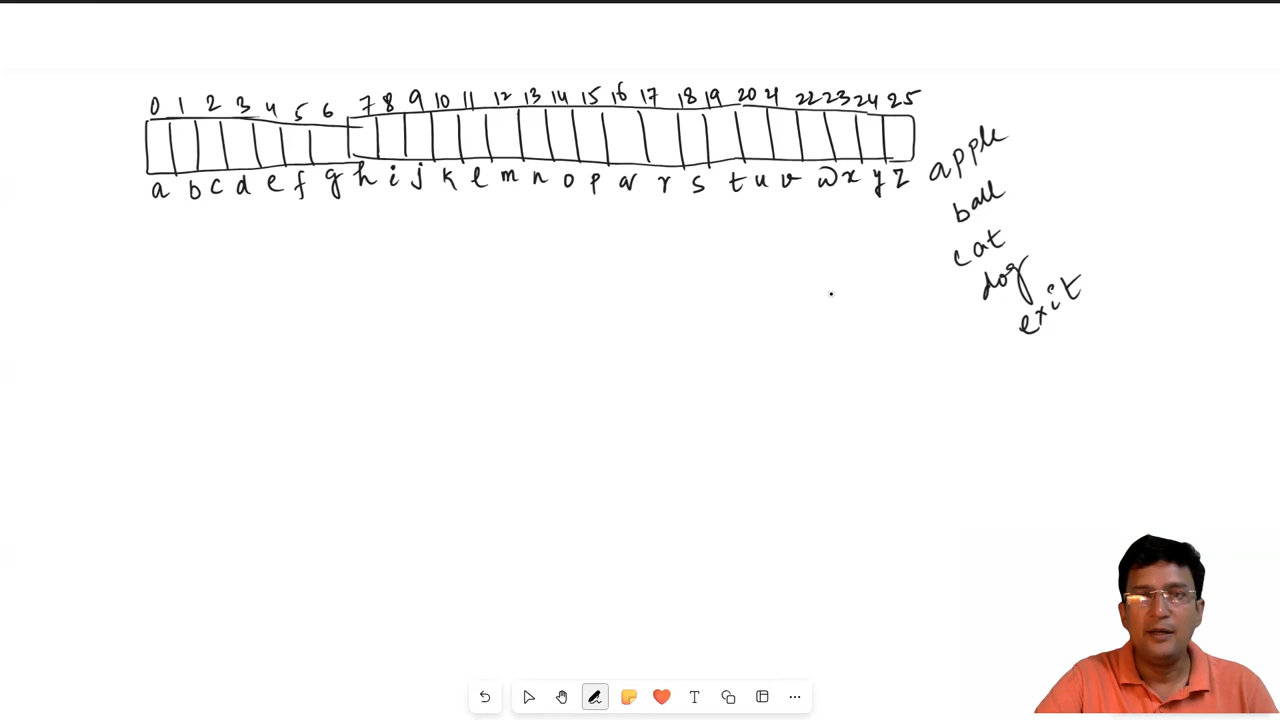 0 1 2 3 4 5 6 7 8 9 10 11 12 13 14 15 16 17 18 19 20 21 22 23 24 25
a b c d e f g h i j k l m n o p q r s t u v w x y z
apple
ball
cat
dog
exit
T